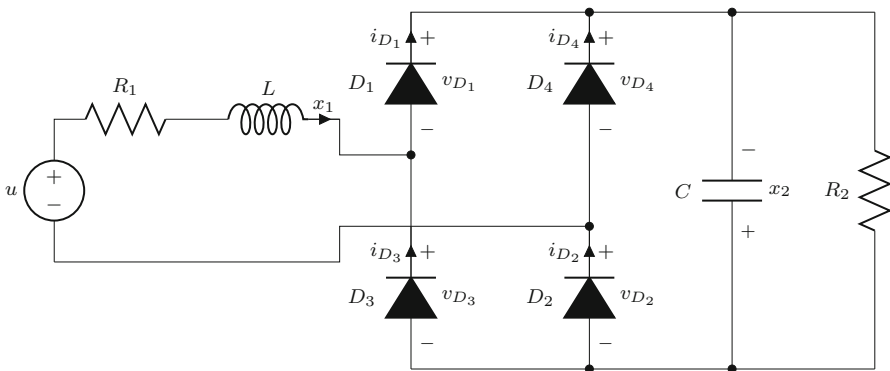 i_{D_1} +
i_{D_4} +
R_1
L
x_1
D_1
v_{D_1}
D_4
v_{D_4}
−
−
−
u
+
−
C
x_2
R_2
+
i_{D_3} +
i_{D_2} +
D_3
v_{D_3}
D_2
v_{D_2}
−
−